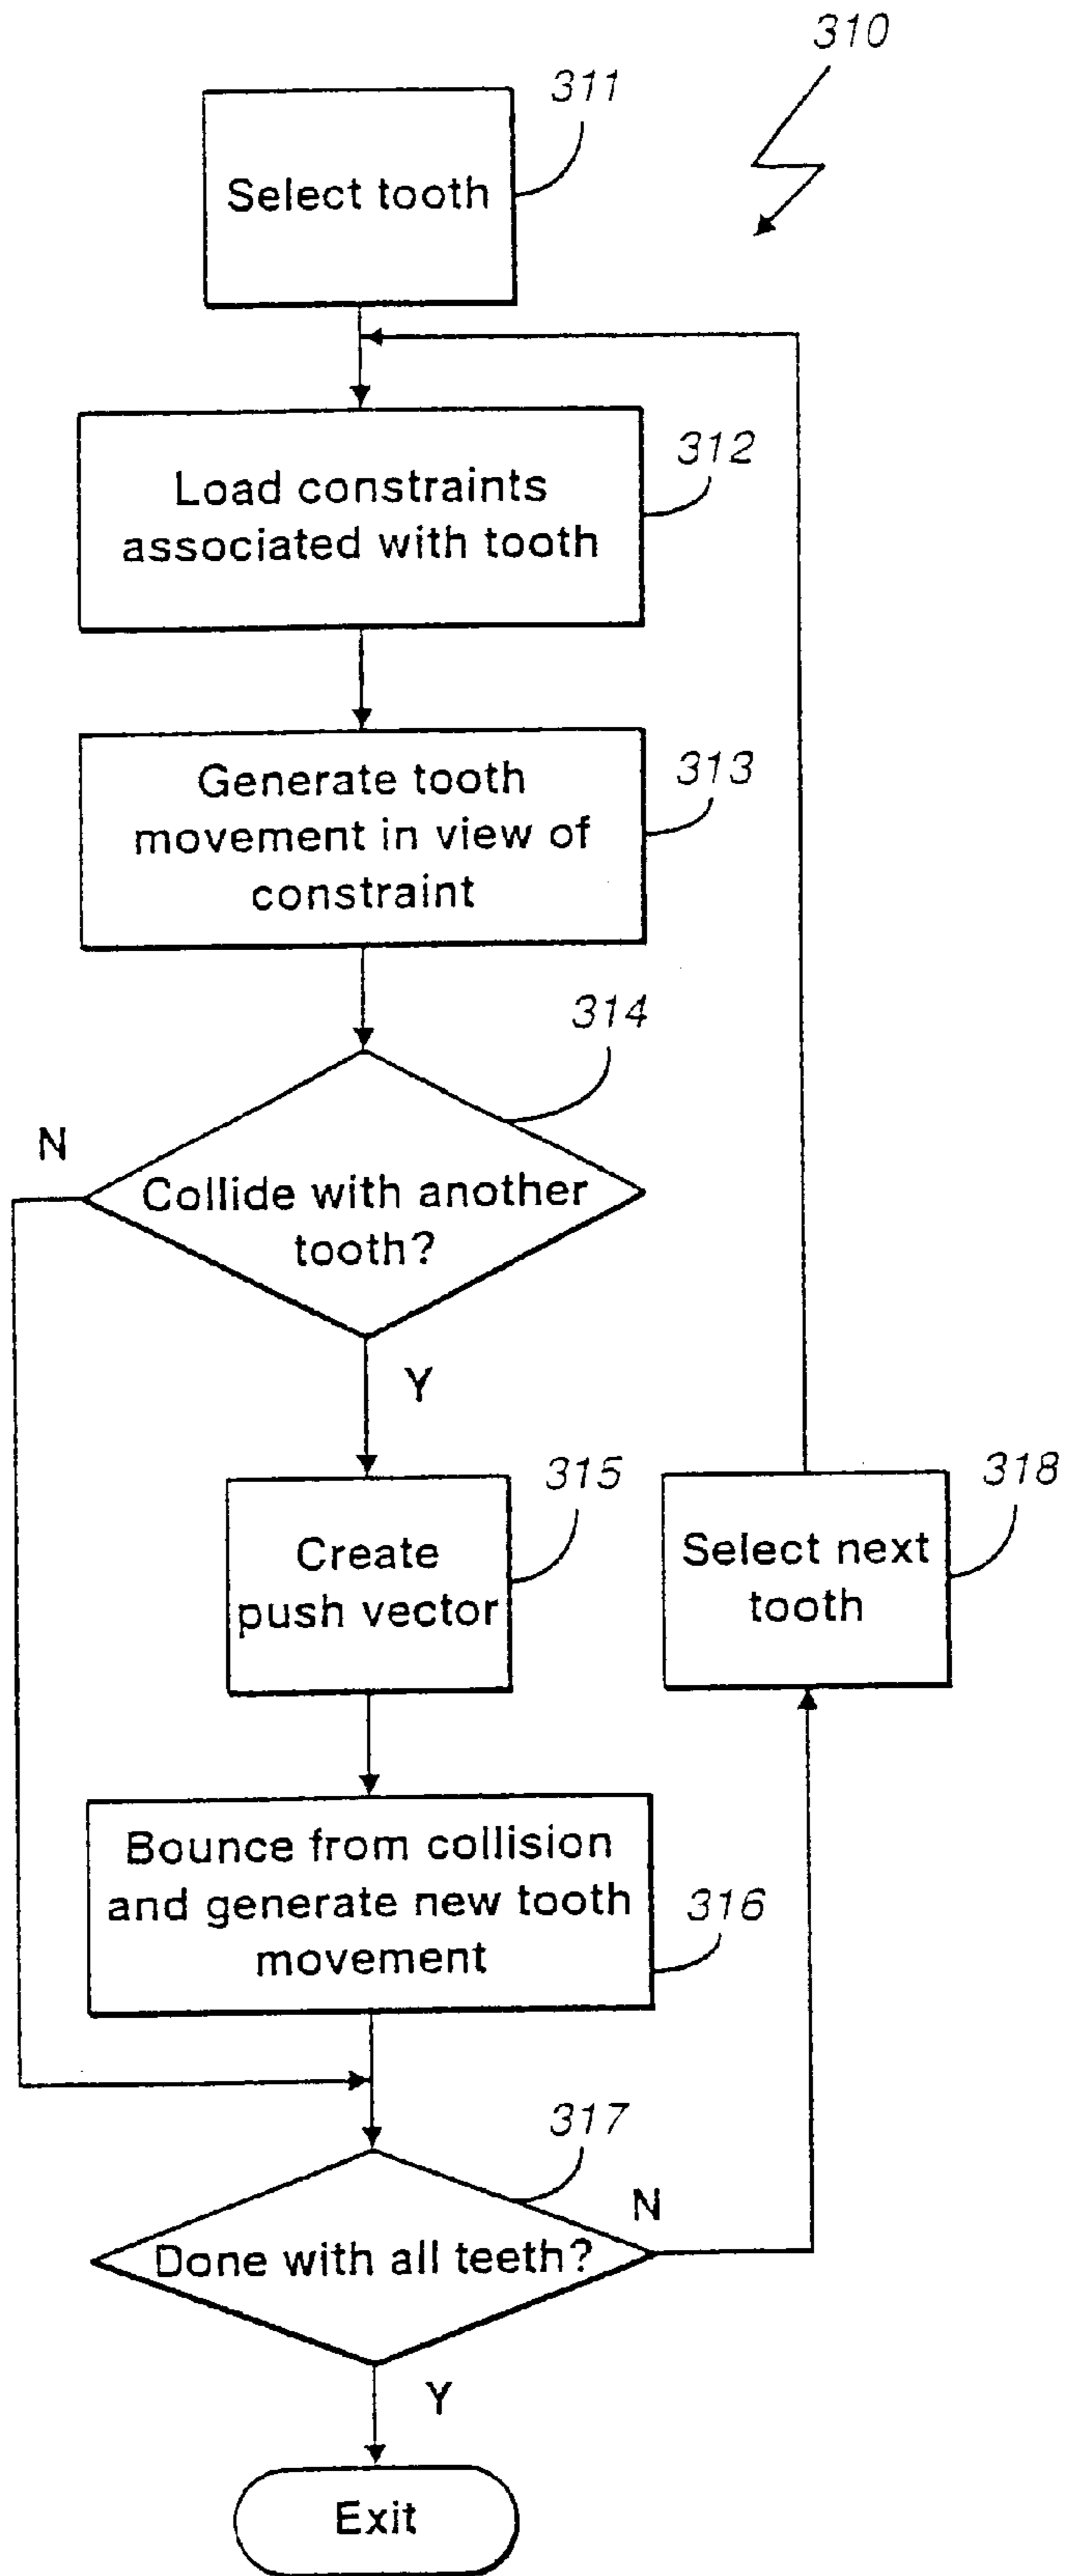 310
311
Select tooth
312
Load constraints
associated with tooth
313
Generate tooth
movement in view of
constraint
314
N
Collide with another
tooth?
Y
315
Create
push vector
318
Select next
tooth
Bounce from collision
and generate new tooth
movement
316
317
N
Done with all teeth?
Y
Exit